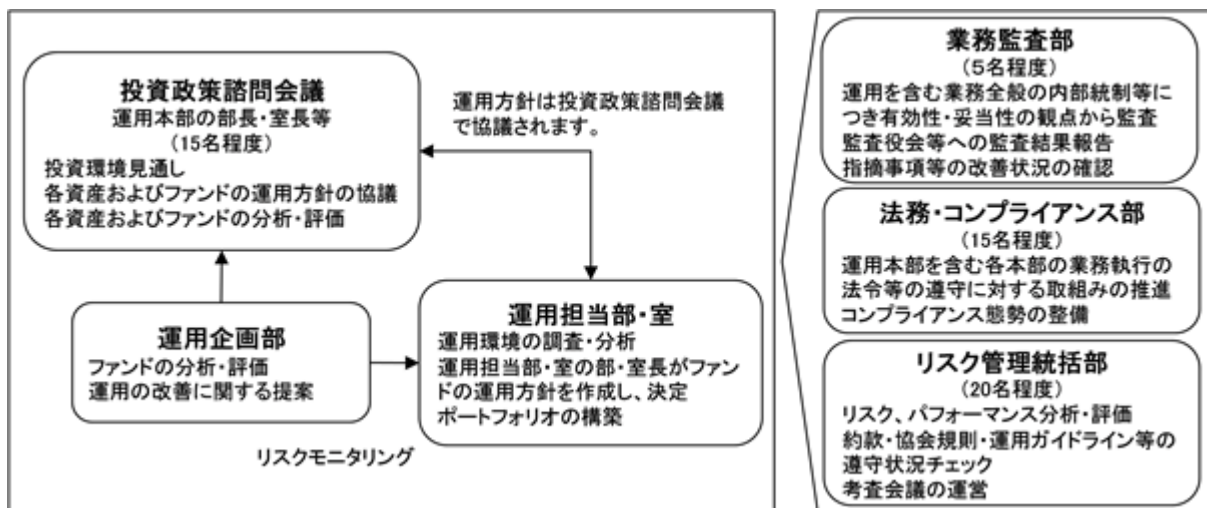 投資政策諮問会議
運用本部の部長・室長等
(15名程度)
投資環境見通し
各資産およびファンドの運用方針の協議
各資産およびファンドの分析・評価
運用方針は投資政策諮問会議
で協議されます。
運用企画部
ファンドの分析・評価
運用の改善に関する提案
運用担当部・室
運用環境の調査・分析
運用担当部・室の部・室長がファン
ドの運用方針を作成し、決定
ポートフォリオの構築
リスクモニタリング
業務監査部
(5名程度)
運用を含む業務全般の内部統制等に
つき有効性・妥当性の観点から監査
監査役会等への監査結果報告
指摘事項等の改善状況の確認
法務・コンプライアンス部
(15名程度)
運用本部を含む各本部の業務執行の
法令等の遵守に対する取組みの推進
コンプライアンス態勢の整備
リスク管理統括部
(20名程度)
リスク、パフォーマンス分析・評価
約款・協会規則・運用ガイドライン等の
遵守状況チェック
考査会議の運営